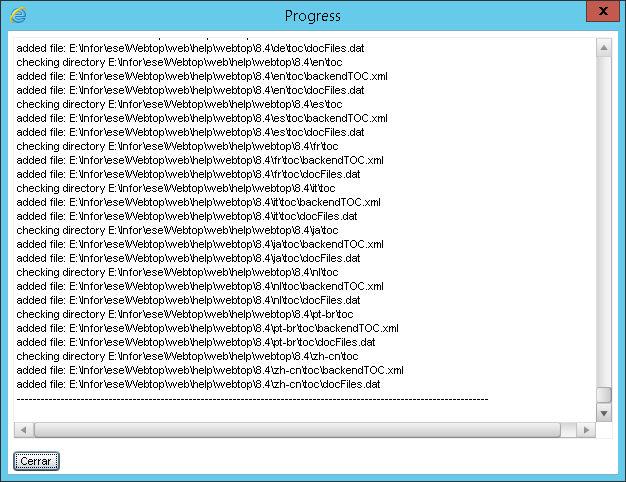 Progress
added file: E:\Infor\ese\Webtop\web\help\webtop\8.4\de\toc\docFiles.dat
checking directory E:\Infor\ese\Webtop\web\help\webtop\8.4\en\toc
added file: E:\Infor\ese\Webtop\web\help\webtop\8.4\en\toc\backendTOC.xml
added file: E:\Infor\ese\Webtop\web\help\webtop\8.4\en\toc\docFiles.dat
checking directory E:\Infor\ese\Webtop\web\help\webtop\8.4\es\toc
added file: E:\Infor\ese\Webtop\web\help\webtop\8.4\es\toc\backendTOC.xml
added file: E:\Infor\ese\Webtop\web\help\webtop\8.4\es\toc\docFiles.dat
checking directory E:\Infor\ese\Webtop\web\help\webtop\8.4\fr\toc
added file: E:\Infor\ese\Webtop\web\help\webtop\8.4\fr\toc\backendTOC.xml
added file: E:\Infor\ese\Webtop\web\help\webtop\8.4\fr\toc\docFiles.dat
checking directory E:\Infor\ese\Webtop\web\help\webtop\8.4\it\toc
added file: E:\Infor\ese\Webtop\web\help\webtop\8.4\it\toc\backendTOC.xml
added file: E:\Infor\ese\Webtop\web\help\webtop\8.4\it\toc\docFiles.dat
checking directory E:\Infor\ese\Webtop\web\help\webtop\8.4\ja\toc
added file: E:\Infor\ese\Webtop\web\help\webtop\8.4\ja\toc\backendTOC.xml
added file: E:\Infor\ese\Webtop\web\help\webtop\8.4\ja\toc\docFiles.dat
checking directory E:\Infor\ese\Webtop\web\help\webtop\8.4\nl\toc
added file: E:\Infor\ese\Webtop\web\help\webtop\8.4\nl\toc\backendTOC.xml
added file: E:\Infor\ese\Webtop\web\help\webtop\8.4\nl\toc\docFiles.dat
checking directory E:\Infor\ese\Webtop\web\help\webtop\8.4\pt-br\toc
added file: E:\Infor\ese\Webtop\web\help\webtop\8.4\pt-br\toc\backendTOC.xml
added file: E:\Infor\ese\Webtop\web\help\webtop\8.4\pt-br\toc\docFiles.dat
checking directory E:\Infor\ese\Webtop\web\help\webtop\8.4\zh-cn\toc
added file: E:\Infor\ese\Webtop\web\help\webtop\8.4\zh-cn\toc\backendTOC.xml
added file: E:\Infor\ese\Webtop\web\help\webtop\8.4\zh-cn\toc\docFiles.dat
----------------------------------------------------------------------------------------------------------------------
Cerrar